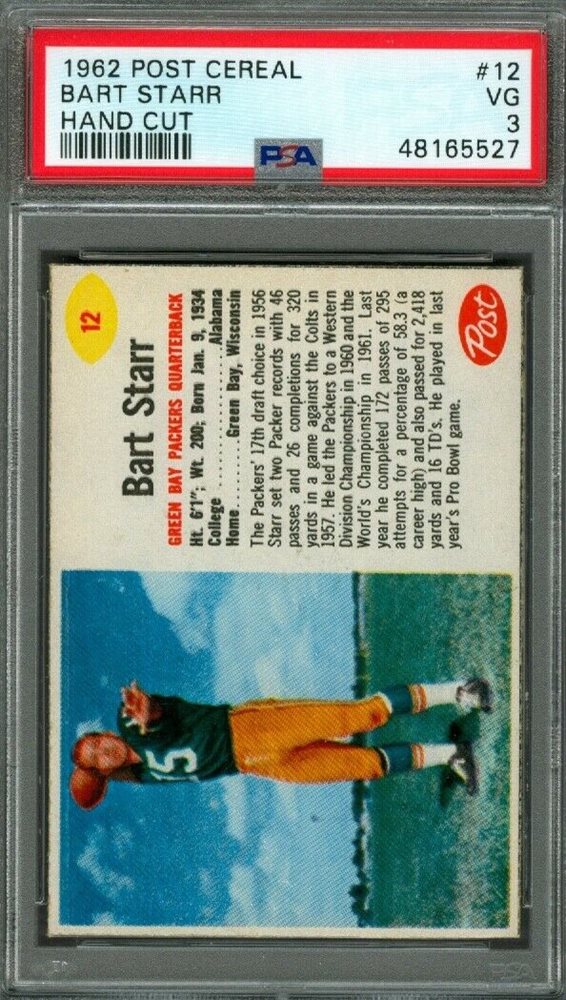 1962 POST CEREAL #12
BART STARR VG
HAND CUT 3
PSA 48165527
12
Bart Starr
GREEN BAY PACKERS QUARTERBACK
Ht. 6'1"; Wt. 200; Born Jan. 9, 1934
College ................ Alabama
Home........ Green Bay, Wisconsin
The Packers' 17th draft choice in 1956
Starr set two Packer records with 46
passes and 26 completions for 320
yards in a game against the Colts in
1957. He led the Packers to a Western
Division Championship in 1960 and the
World's Championship in 1961. Last
year he completed 172 passes of 295
attempts for a percentage of 58.3 (a
career high) and also passed for 2,418
yards and 16 TD's. He played in last
year's Pro Bowl game.
Post
15
PSA